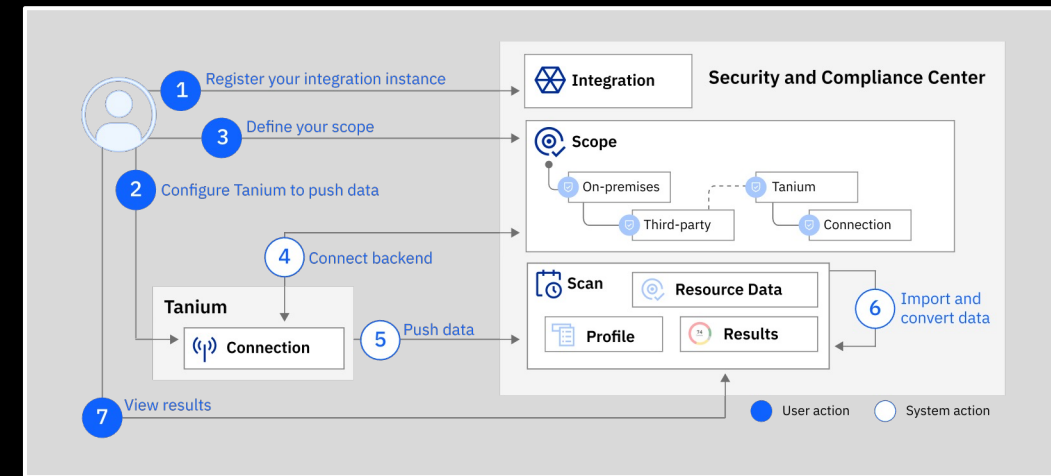 1
Register your integration instance
Integration
Security and Compliance Center
3
Define your scope
Scope
2
Configure Tanium to push data
On-premises
Tanium
Third-party
Connection
4
Connect backend
Tanium
Connection
5
Push data
Scan
Resource Data
Profile
Results
6
Import and
convert data
7
View results
User action
System action